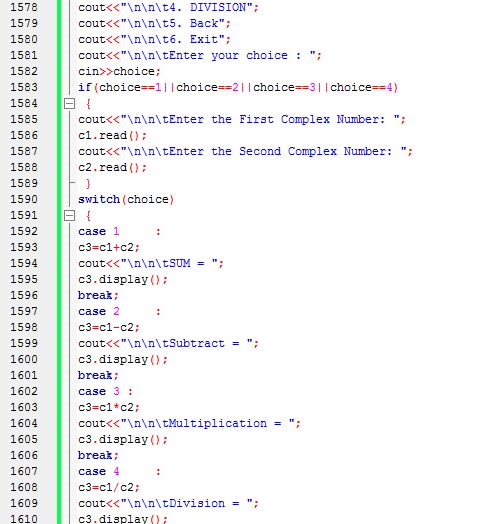 1578 cout<<"\n\n\t4. DIVISION";
1579 cout<<"\n\n\t5. Back";
1580 cout<<"\n\n\t6. Exit";
1581 cout<<"\n\n\tEnter your choice : ";
1582 cin>>choice;
1583 if(choice==1||choice==2||choice==3||choice==4)
1584 {
1585 cout<<"\n\n\tEnter the First Complex Number: ";
1586 c1.read();
1587 cout<<"\n\n\tEnter the Second Complex Number: ";
1588 c2.read();
1589 }
1590 switch(choice)
1591 {
1592 case 1     :
1593 c3=c1+c2;
1594 cout<<"\n\n\tSUM = ";
1595 c3.display();
1596 break;
1597 case 2     :
1598 c3=c1-c2;
1599 cout<<"\n\n\tSubtract = ";
1600 c3.display();
1601 break;
1602 case 3 :
1603 c3=c1*c2;
1604 cout<<"\n\n\tMultiplication = ";
1605 c3.display();
1606 break;
1607 case 4     :
1608 c3=c1/c2;
1609 cout<<"\n\n\tDivision = ";
1610 c3.display();